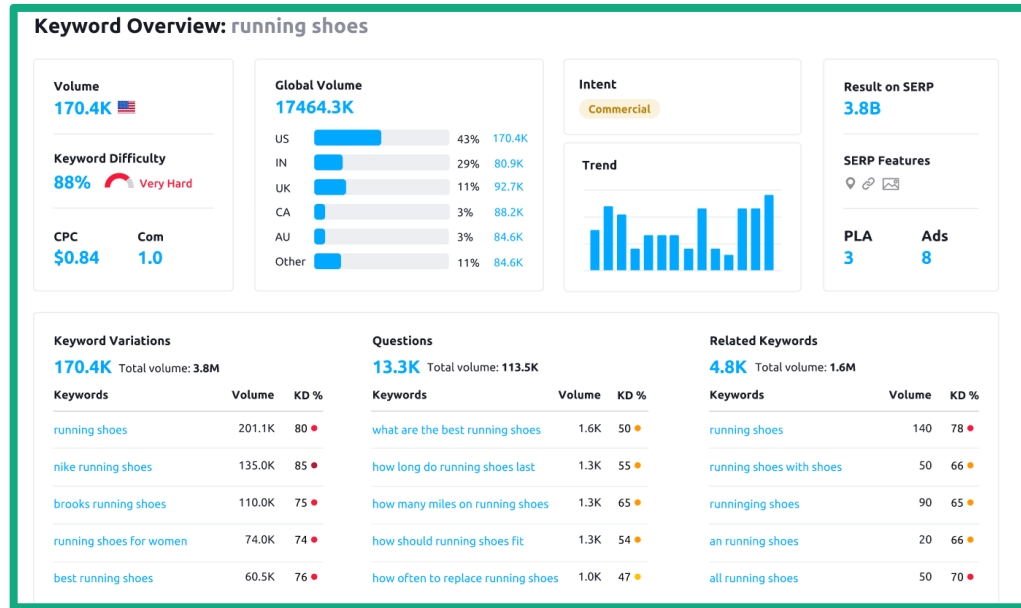 Keyword Overview: running shoes
Volume
170.4K
Keyword Difficulty
88% Very Hard
CPC Com
$0.84 1.0
Global Volume
17464.3K
US 43% 170.4K
IN 29% 80.9K
UK 11% 92.7K
CA 3% 88.2K
AU 3% 84.6K
Other 11% 84.6K
Intent
Commercial
Trend
Result on SERP
3.8B
SERP Features
PLA Ads
3 8
Keyword Variations
170.4K Total volume: 3.8M
Keywords Volume KD %
running shoes 201.1K 80
nike running shoes 135.0K 85
brooks running shoes 110.0K 75
running shoes for women 74.0K 74
best running shoes 60.5K 76
Questions
13.3K Total volume: 113.5K
Keywords Volume KD %
what are the best running shoes 1.6K 50
how long do running shoes last 1.3K 55
how many miles on running shoes 1.3K 65
how should running shoes fit 1.3K 54
how often to replace running shoes 1.0K 47
Related Keywords
4.8K Total volume: 1.6M
Keywords Volume KD %
running shoes 140 78
running shoes with shoes 50 66
runninging shoes 90 65
an running shoes 20 66
all running shoes 50 70